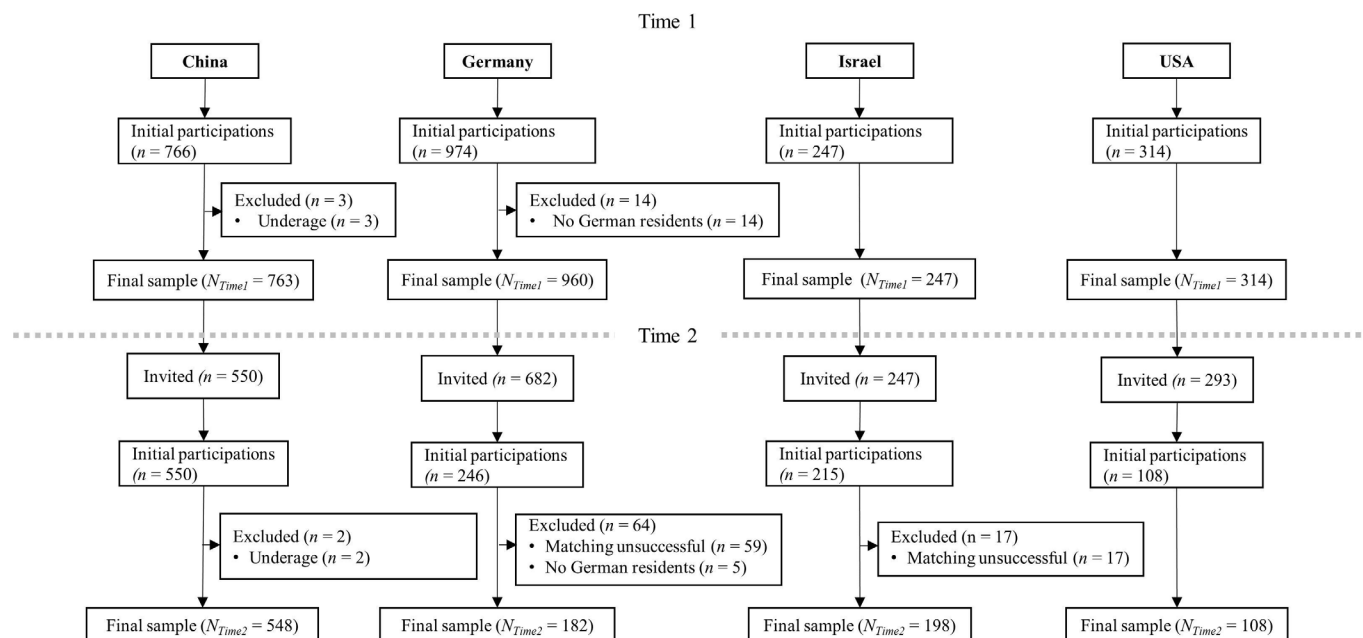 Time 1
China
Germany
Israel
USA
Initial participations
(n = 766)
Initial participations
(n = 974)
Initial participations
(n = 247)
Initial participations
(n = 314)
Excluded (n = 3)
• Underage (n = 3)
Excluded (n = 14)
• No German residents (n = 14)
Final sample (NTime1 = 763)
Final sample (NTime1 = 960)
Final sample (NTime1 = 247)
Final sample (NTime1 = 314)
Time 2
Invited (n = 550)
Invited (n = 682)
Invited (n = 247)
Invited (n = 293)
Initial participations
(n = 550)
Initial participations
(n = 246)
Initial participations
(n = 215)
Initial participations
(n = 108)
Excluded (n = 2)
• Underage (n = 2)
Excluded (n = 64)
• Matching unsuccessful (n = 59)
• No German residents (n = 5)
Excluded (n = 17)
• Matching unsuccessful (n = 17)
Final sample (NTime2 = 548)
Final sample (NTime2 = 182)
Final sample (NTime2 = 198)
Final sample (NTime2 = 108)